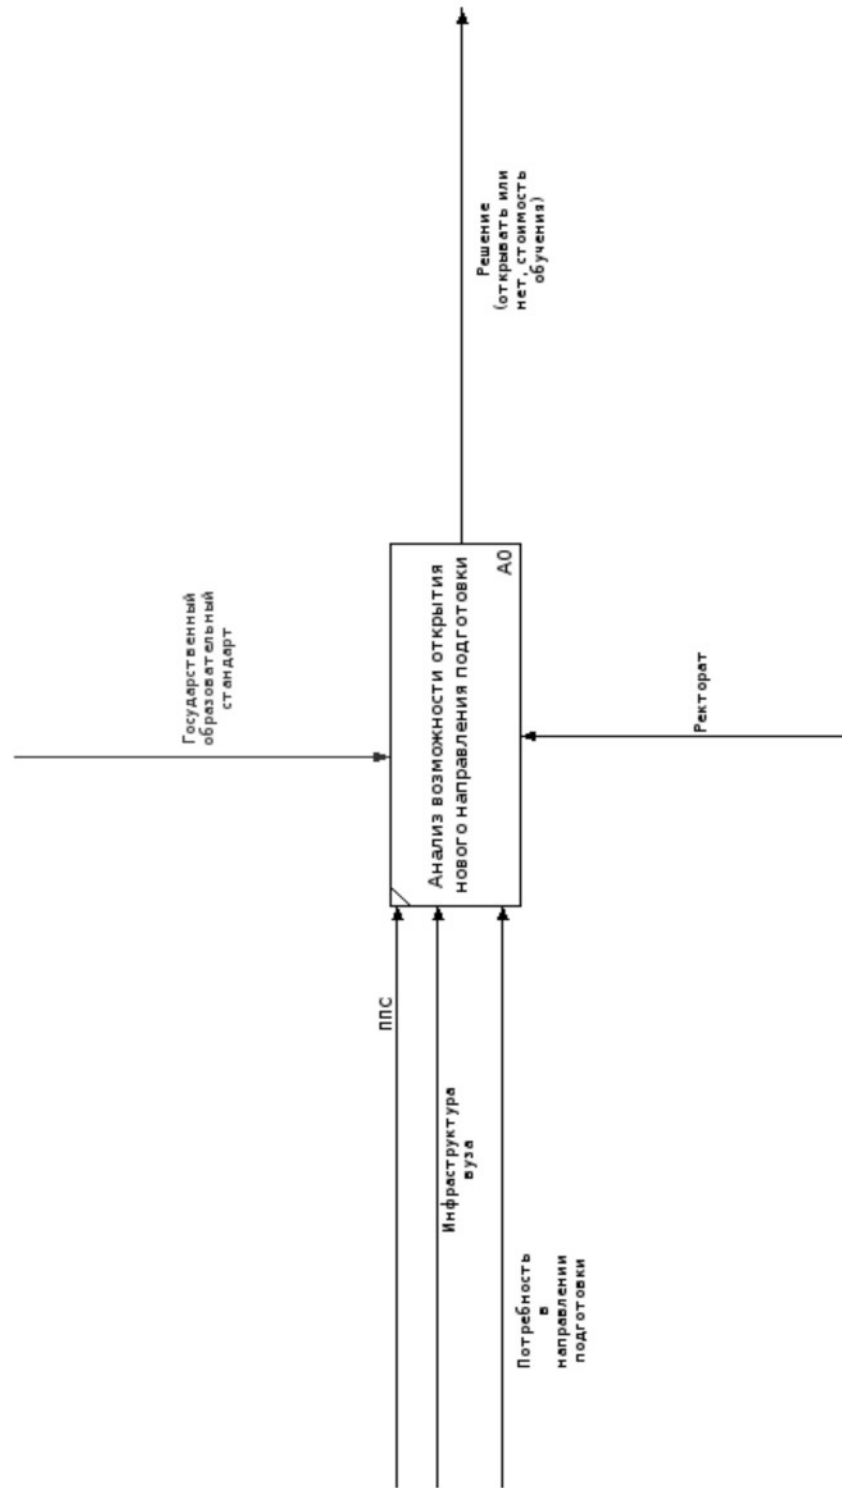 Государственный
образовательный
стандарт
ППС
Инфраструктура
вуза
Потребность
в
направлении
подготовки
Анализ возможности открытия
нового направления подготовки
A0
Решение
(открывать или
нет, стоимость
обучения)
Ректорат